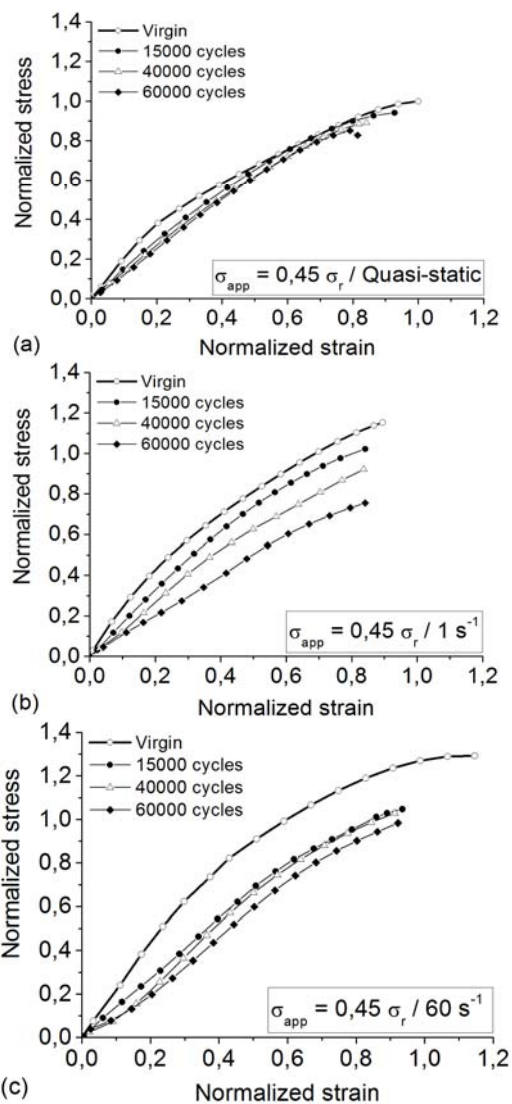 1,4
1,2
1,0
0,8
0,6
0,4
0,2
0,0
Normalized stress
Virgin
15000 cycles
40000 cycles
60000 cycles
σapp = 0,45 σr / Quasi-static
0,0 0,2 0,4 0,6 0,8 1,0 1,2
(a)
Normalized strain
1,4
1,2
1,0
0,8
0,6
0,4
0,2
0,0
Normalized stress
Virgin
15000 cycles
40000 cycles
60000 cycles
σapp = 0,45 σr / 1 s⁻¹
0,0 0,2 0,4 0,6 0,8 1,0 1,2
(b)
Normalized strain
1,4
1,2
1,0
0,8
0,6
0,4
0,2
0,0
Normalized stress
Virgin
15000 cycles
40000 cycles
60000 cycles
σapp = 0,45 σr / 60 s⁻¹
0,0 0,2 0,4 0,6 0,8 1,0 1,2
(c)
Normalized strain